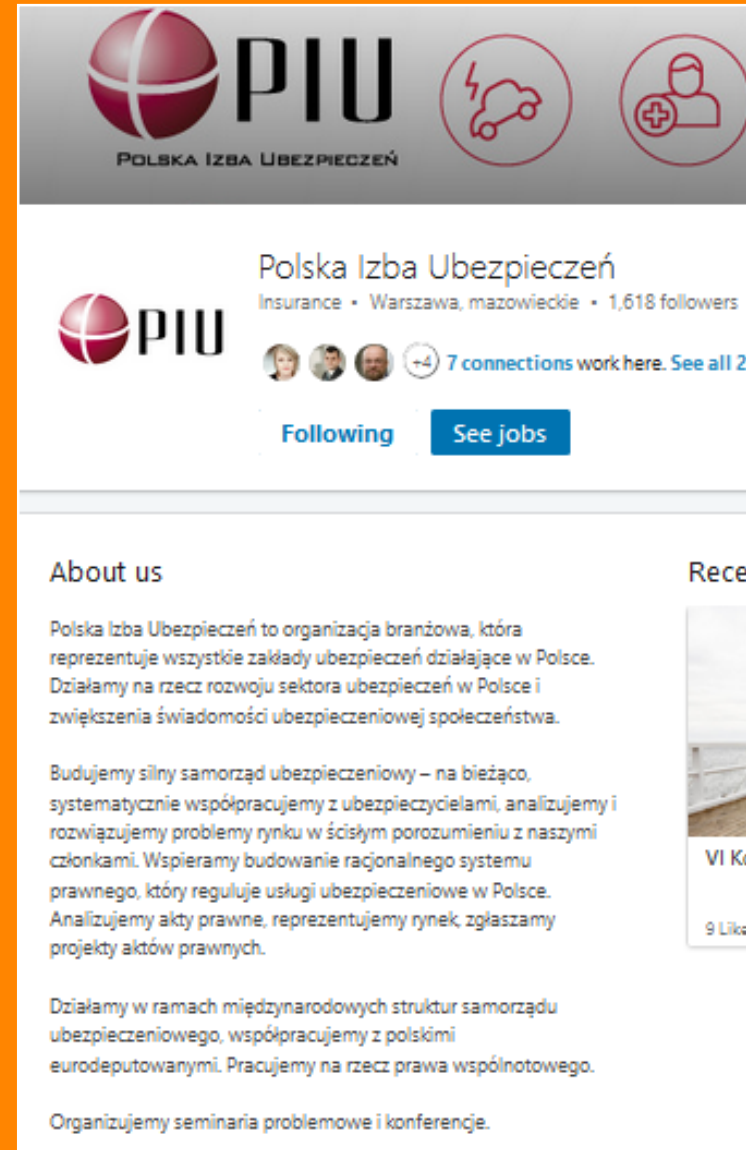 PIU
POLSKA IZBA UBEZPIECZEŃ
PIU
Polska Izba Ubezpieczeń
Insurance • Warszawa, mazowieckie • 1,618 followers
+4 7 connections work here. See all 2
Following See jobs
About us
Polska Izba Ubezpieczeń to organizacja branżowa, która
reprezentuje wszystkie zakłady ubezpieczeń działające w Polsce.
Działamy na rzecz rozwoju sektora ubezpieczeń w Polsce i
zwiększenia świadomości ubezpieczeniowej społeczeństwa.
Budujemy silny samorząd ubezpieczeniowy – na bieżąco,
systematycznie współpracujemy z ubezpieczycielami, analizujemy i
rozwiązujemy problemy rynku w ścisłym porozumieniu z naszymi
członkami. Wspieramy budowanie racjonalnego systemu
prawnego, który reguluje usługi ubezpieczeniowe w Polsce.
Analizujemy akty prawne, reprezentujemy rynek, zgłaszamy
projekty aktów prawnych.
Działamy w ramach międzynarodowych struktur samorządu
ubezpieczeniowego, współpracujemy z polskimi
eurodeputowanymi. Pracujemy na rzecz prawa wspólnotowego.
Organizujemy seminaria problemowe i konferencje.
Rece
VI Ko
9 Like